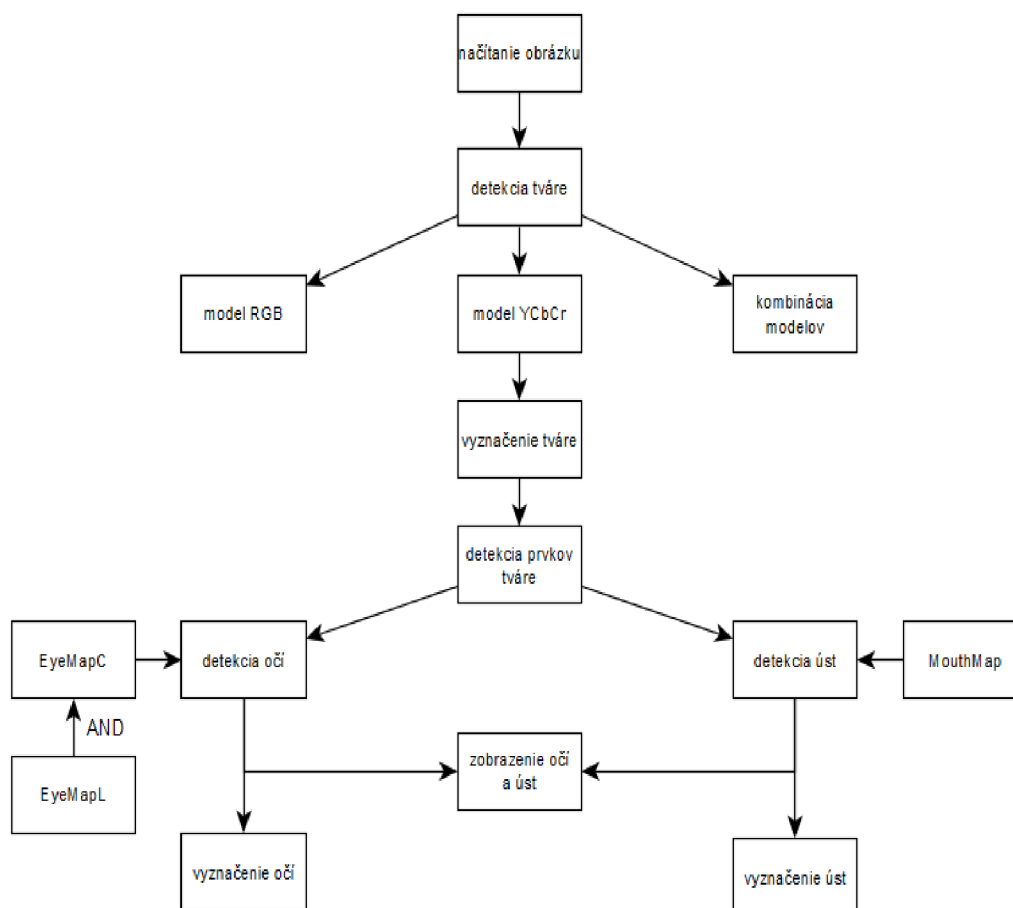 načítanie obrázku
detekcia tváre
model RGB
model YCbCr
kombinácia
modelov
vyznačenie tváre
detekcia prvkov
tváre
EyeMapC
detekcia očí
detekcia úst
MouthMap
AND
EyeMapL
zobrazenie očí
a úst
vyznačenie očí
vyznačenie úst